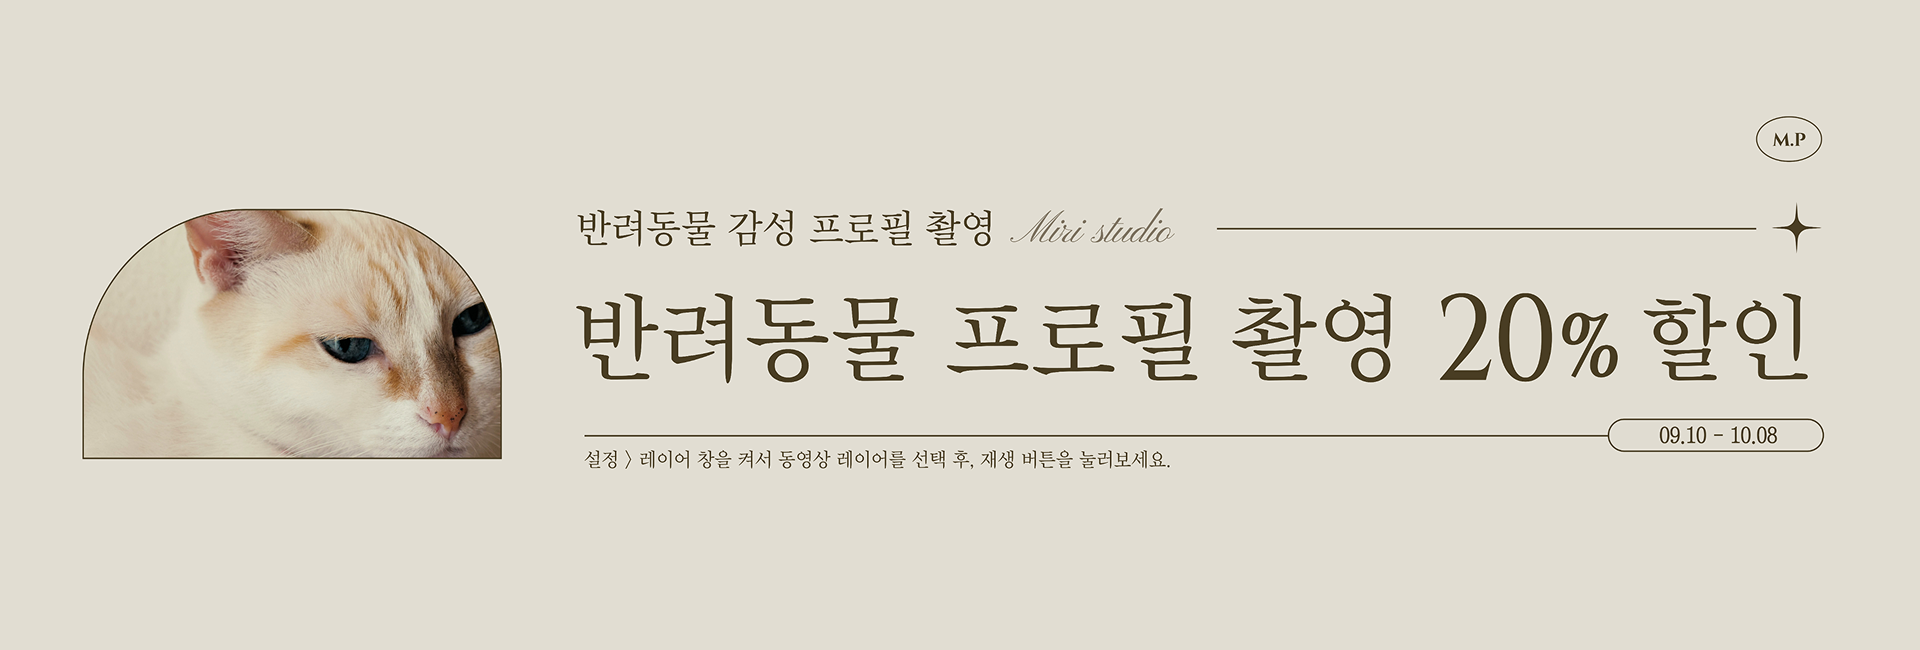 M.P
반려동물 감성 프로필 촬영 Miri studio
반려동물 프로필 촬영 20% 할인
09.10 - 10.08
설정 > 레이어 창을 켜서 동영상 레이어를 선택 후, 재생 버튼을 눌러보세요.